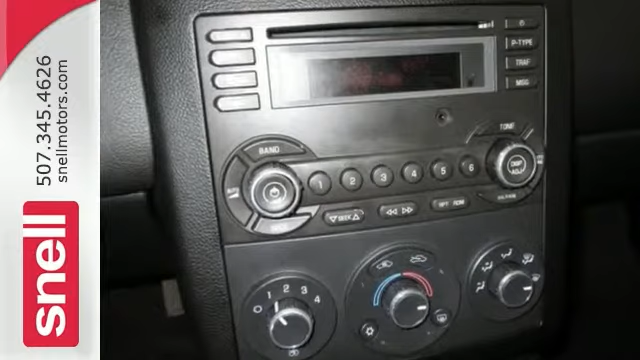 507.345.4626
snellmotors.com
snell
P-TYPE
TRAF
MSG
BAND
TONE
1 2 3 4 5 6
SEEK
1 2 3 4